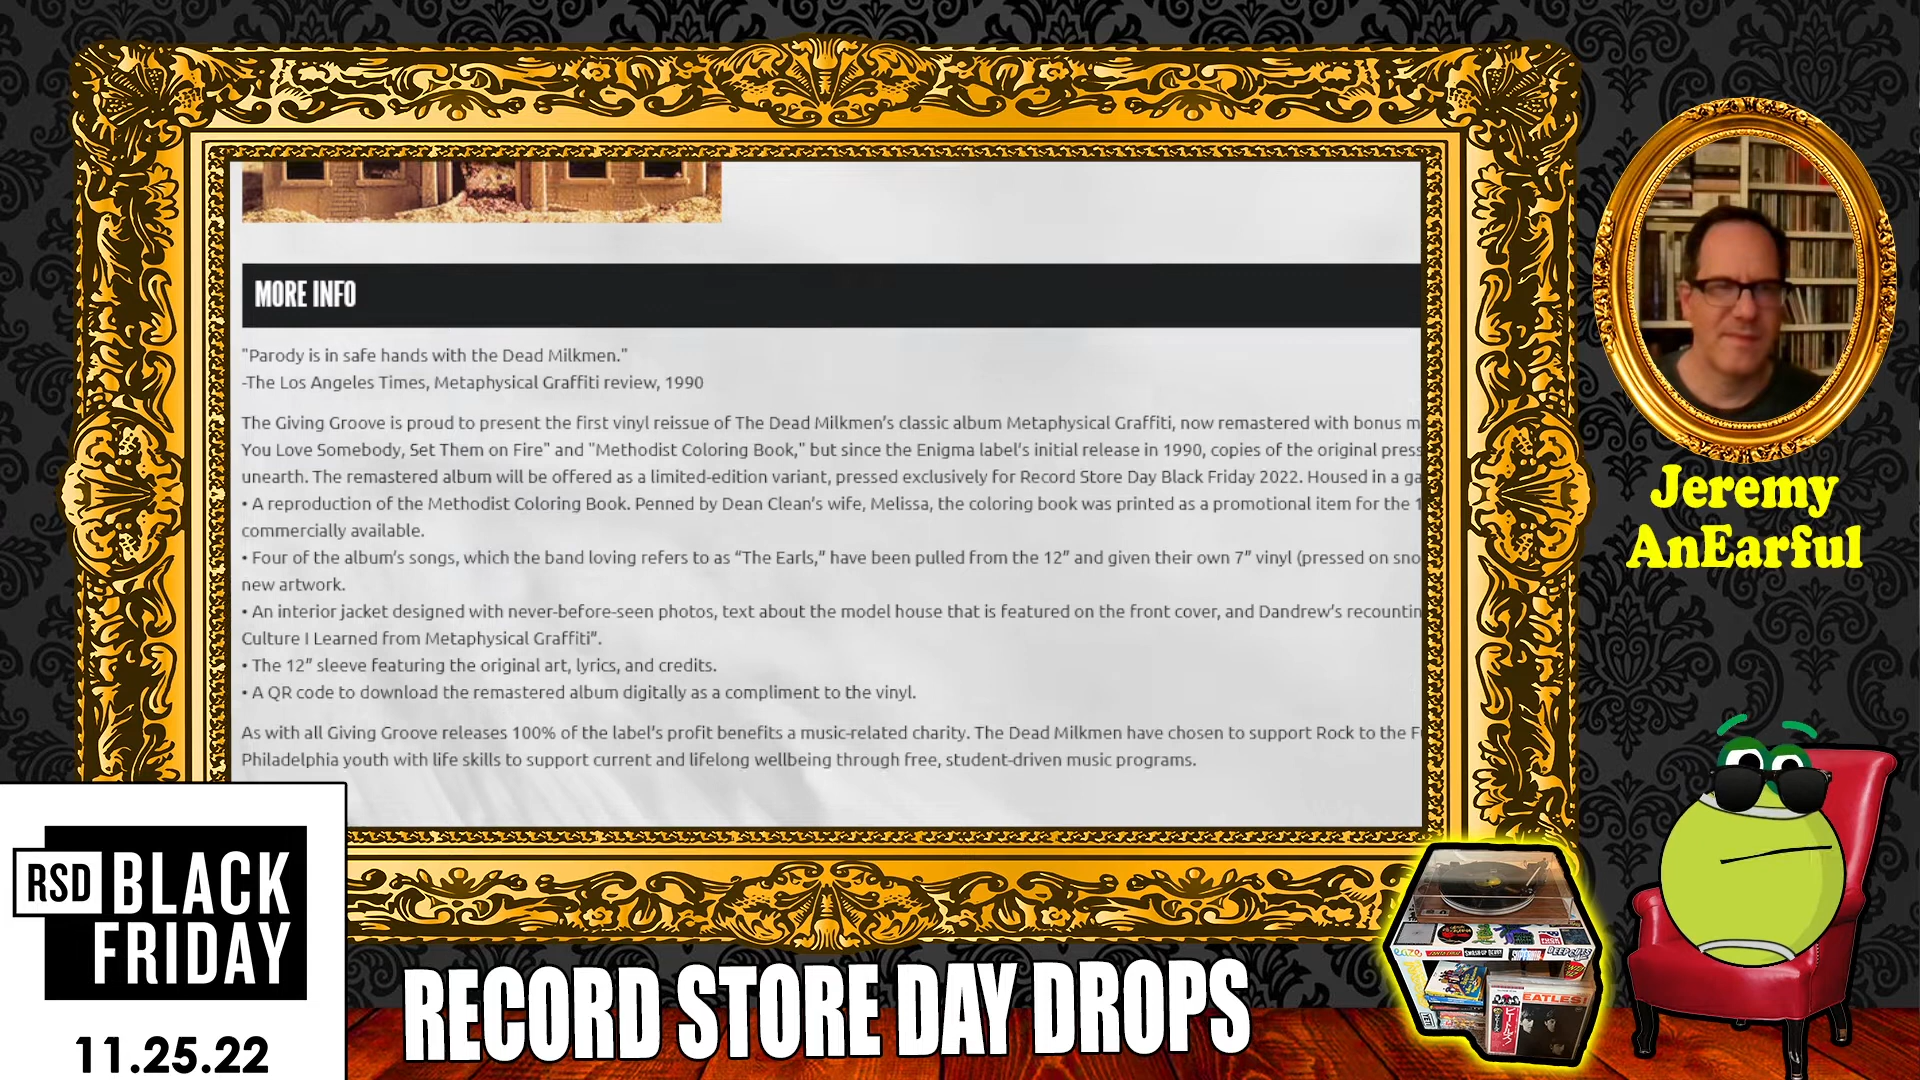 MORE INFO
"Parody is in safe hands with the Dead Milkmen."
-The Los Angeles Times, Metaphysical Graffiti review, 1990
The Giving Groove is proud to present the first vinyl reissue of The Dead Milkmen's classic album Metaphysical Graffiti, now remastered with bonus m
You Love Somebody, Set Them on Fire" and "Methodist Coloring Book," but since the Enigma label's initial release in 1990, copies of the original press
unearth. The remastered album will be offered as a limited-edition variant, pressed exclusively for Record Store Day Black Friday 2022. Housed in a ga
• A reproduction of the Methodist Coloring Book. Penned by Dean Clean's wife, Melissa, the coloring book was printed as a promotional item for the 1
commercially available.
• Four of the album's songs, which the band loving refers to as “The Earls,” have been pulled from the 12” and given their own 7” vinyl (pressed on sno
new artwork.
• An interior jacket designed with never-before-seen photos, text about the model house that is featured on the front cover, and Dandrew's recountin
Culture I Learned from Metaphysical Graffiti”.
• The 12” sleeve featuring the original art, lyrics, and credits.
• A QR code to download the remastered album digitally as a compliment to the vinyl.
As with all Giving Groove releases 100% of the label's profit benefits a music-related charity. The Dead Milkmen have chosen to support Rock to the F
Philadelphia youth with life skills to support current and lifelong wellbeing through free, student-driven music programs.
Jeremy
AnEarful
RSD BLACK
FRIDAY
11.25.22
RECORD STORE DAY DROPS
BEATLES!